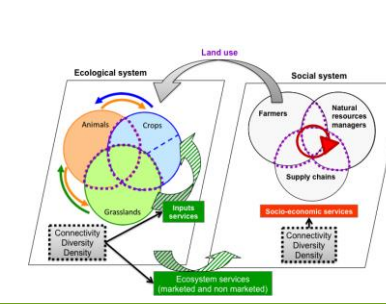 Land use
Ecological system
Social system
Animals
Crops
Grasslands
Inputs
services
Connectivity
Diversity
Density
Ecosystem services
(marketed and non marketed)
Farmers
Natural
resources
managers
Supply chains
Socio-economic services
Connectivity
Diversity
Density